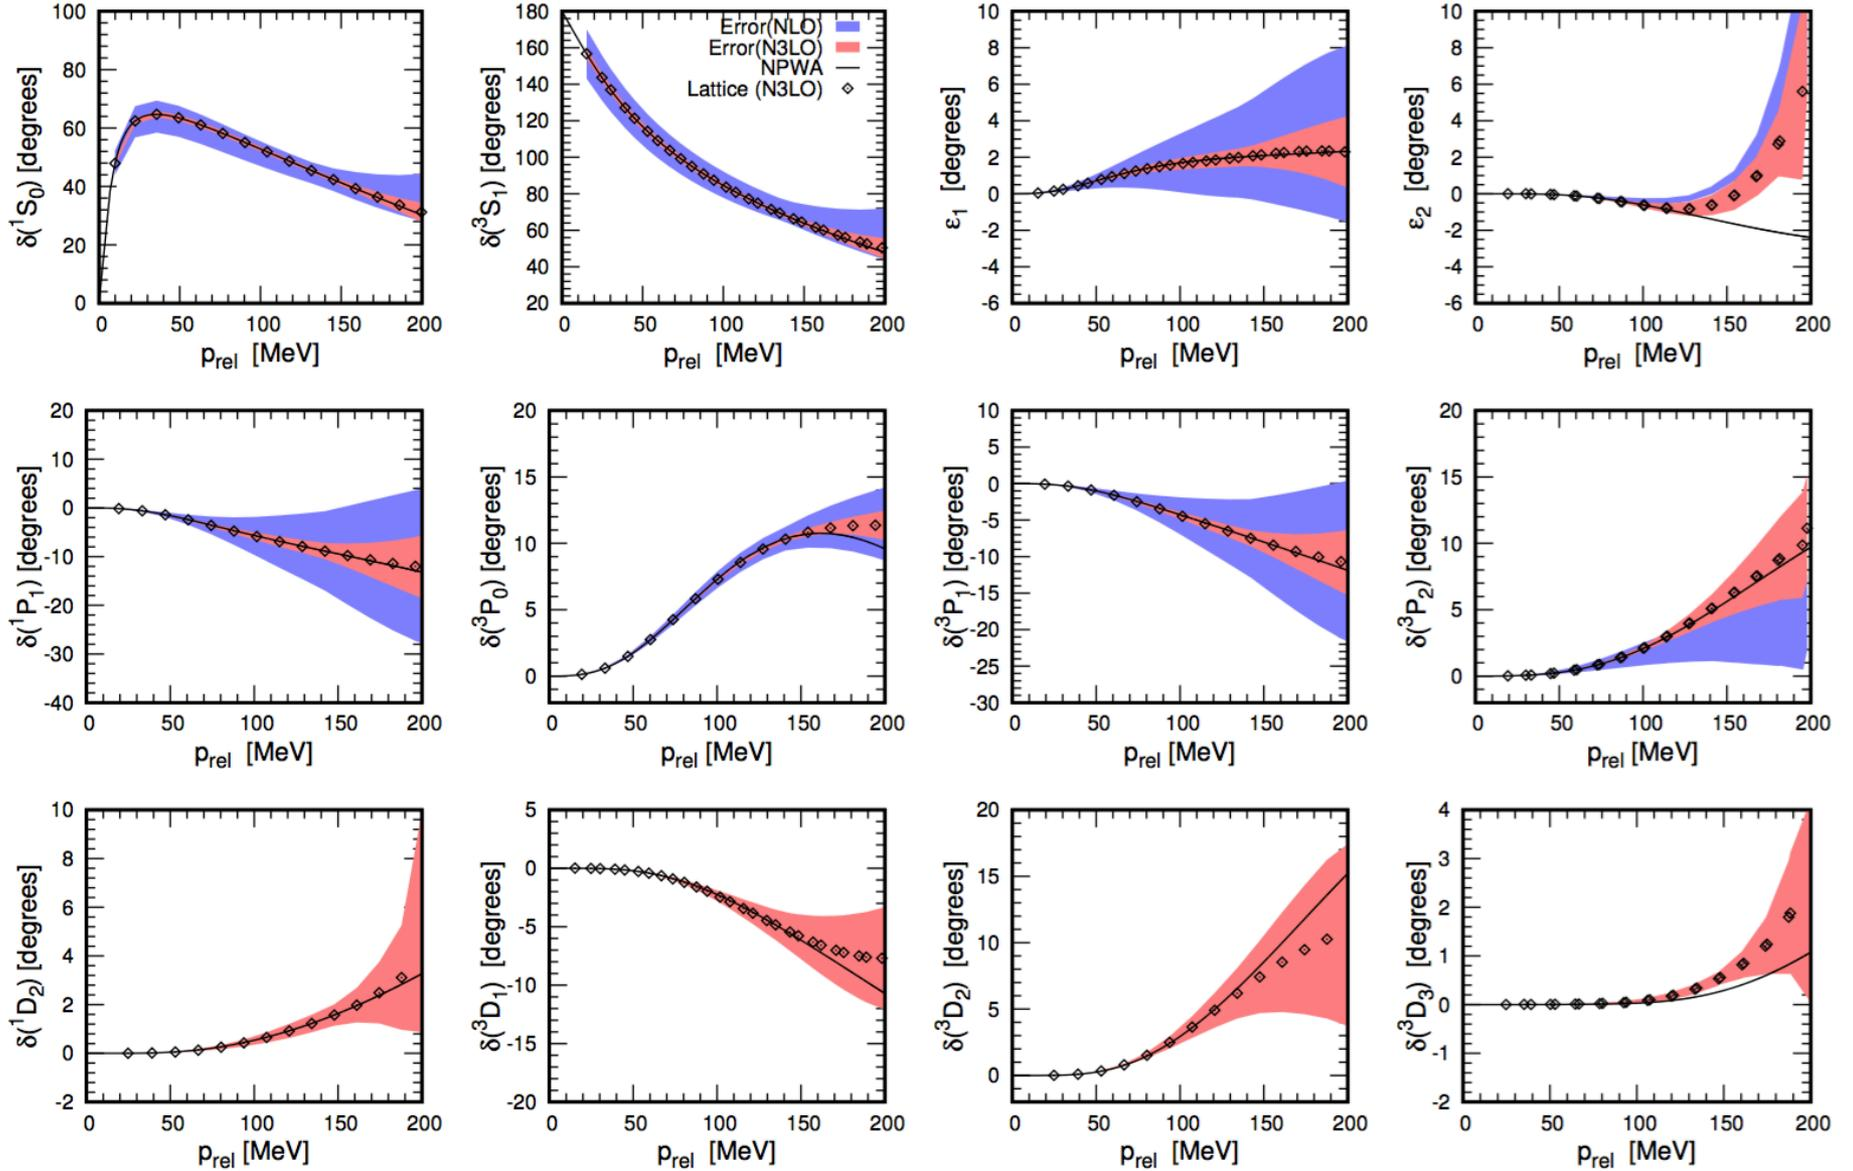 100
80
60
40
20
0
δ(¹S₀) [degrees]
0 50 100 150 200
p_rel [MeV]
180
160
140
120
100
80
60
40
20
δ(³S₁) [degrees]
Error(NLO)
Error(N3LO)
NPWA
Lattice (N3LO)
0 50 100 150 200
p_rel [MeV]
10
8
6
4
2
0
-2
-4
-6
ε₁ [degrees]
0 50 100 150 200
p_rel [MeV]
10
8
6
4
2
0
-2
-4
-6
ε₂ [degrees]
0 50 100 150 200
p_rel [MeV]
20
10
0
-10
-20
-30
-40
δ(¹P₁) [degrees]
0 50 100 150 200
p_rel [MeV]
20
15
10
5
0
δ(³P₀) [degrees]
0 50 100 150 200
p_rel [MeV]
10
5
0
-5
-10
-15
-20
-25
-30
δ(³P₁) [degrees]
0 50 100 150 200
p_rel [MeV]
20
15
10
5
0
δ(³P₂) [degrees]
0 50 100 150 200
p_rel [MeV]
10
8
6
4
2
0
-2
δ(¹D₂) [degrees]
0 50 100 150 200
p_rel [MeV]
5
0
-5
-10
-15
-20
δ(³D₁) [degrees]
0 50 100 150 200
p_rel [MeV]
20
15
10
5
0
δ(³D₂) [degrees]
0 50 100 150 200
p_rel [MeV]
4
3
2
1
0
-1
-2
δ(³D₃) [degrees]
0 50 100 150 200
p_rel [MeV]